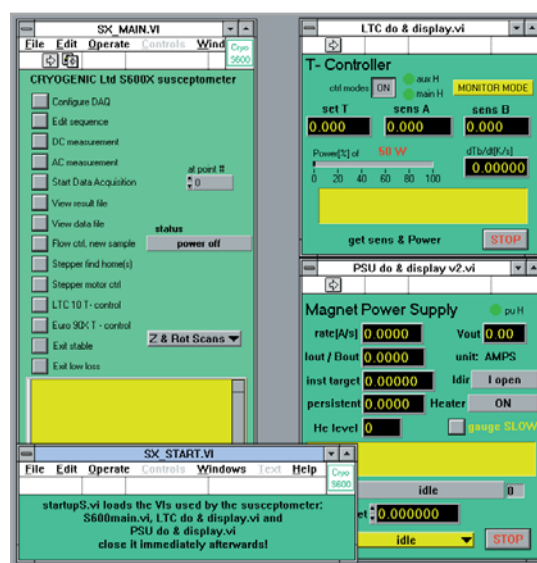 SX_MAIN.VI
File Edit Operate Controls Wind
Cryo
S600
CRYOGENIC Ltd S600X susceptometer
Configure DAQ
Edit sequence
DC measurement
AC measurement
at point #
Start Data Acquisition
0
View result file
View data file
status
Flow ctrl, new sample
power off
Stepper find home(s)
Stepper motor ctrl
LTC 10 T- control
Euro 90X T - control
Z & Rot Scans
Exit stable
Exit low loss
LTC do & display.vi
T- Controller
ctrl modes
ON
aux H
main H
MONITOR MODE
set T sens A sens B
0.000 0.000 0.000
Power[%] of 50 W
dTb/dt[K/s]
0.00000
0 20 40 60 80 100
get sens & Power
STOP
PSU do & display v2.vi
Magnet Power Supply
pu H
rate[A/s] 0.0000 Vout 0.00
Iout / Bout 0.0000 unit: AMPS
inst target 0.00000 Idir I open
persistent 0.0000 Heater ON
He level 0 gauge SLOW
idle 0
et 0.000000
idle STOP
SX_START.VI
File Edit Operate Controls Windows Text Help
Cryo
S600
startupS.vi loads the VIs used by the susceptometer:
S600main.vi, LTC do & display.vi and
PSU do & display.vi
close it immediately afterwards!